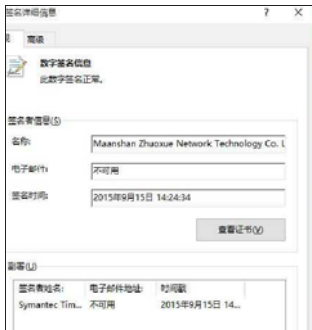 签名详细信息 ? ×
高级
数字签名信息
此数字签名正常。
签名者信息(S)
名称: Maanshan Zhuoxue Network Technology Co. L
电子邮件: 不可用
签名时间: 2015年9月15日 14:24:34
查看证书(V)
副署(U)
签名者姓名: 电子邮件地址: 时间戳
Symantec Tim... 不可用 2015年9月15日 14...